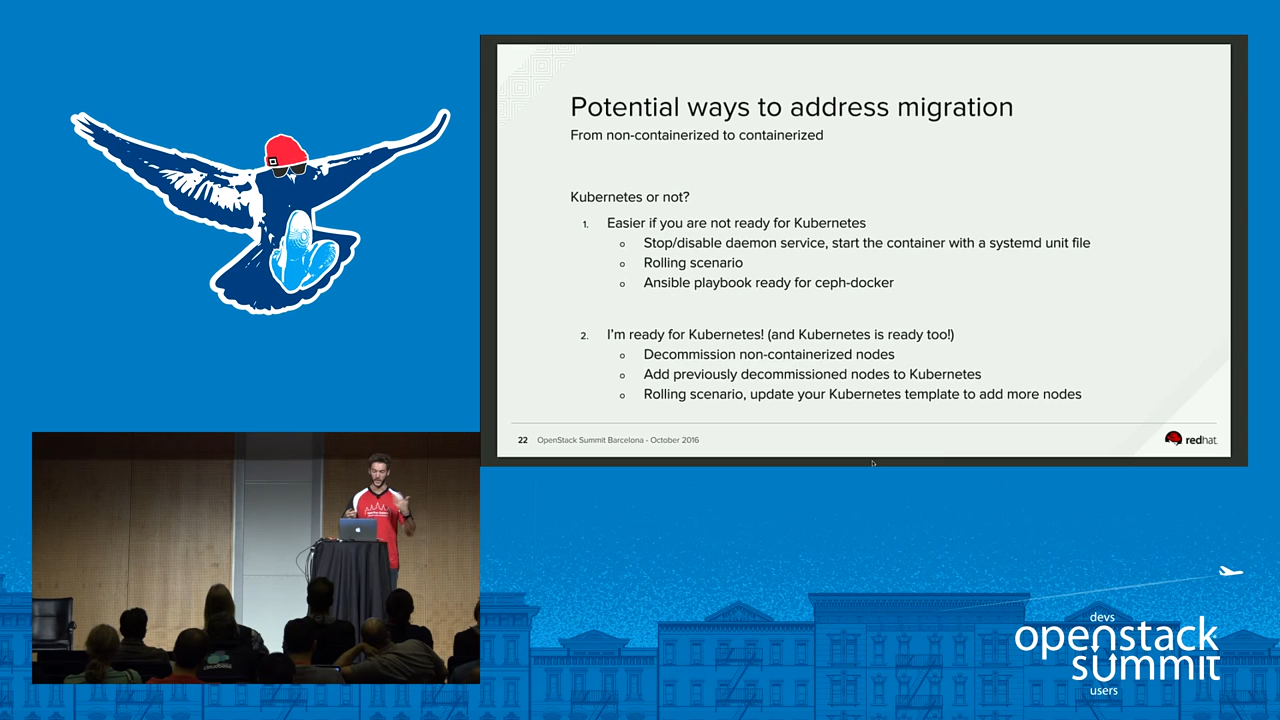 Potential ways to address migration
From non-containerized to containerized
Kubernetes or not?
1. Easier if you are not ready for Kubernetes
o Stop/disable daemon service, start the container with a systemd unit file
o Rolling scenario
o Ansible playbook ready for ceph-docker
2. I'm ready for Kubernetes! (and Kubernetes is ready too!)
o Decommission non-containerized nodes
o Add previously decommissioned nodes to Kubernetes
o Rolling scenario, update your Kubernetes template to add more nodes
22 OpenStack Summit Barcelona - October 2016
redhat
devs
openstack
summit
users